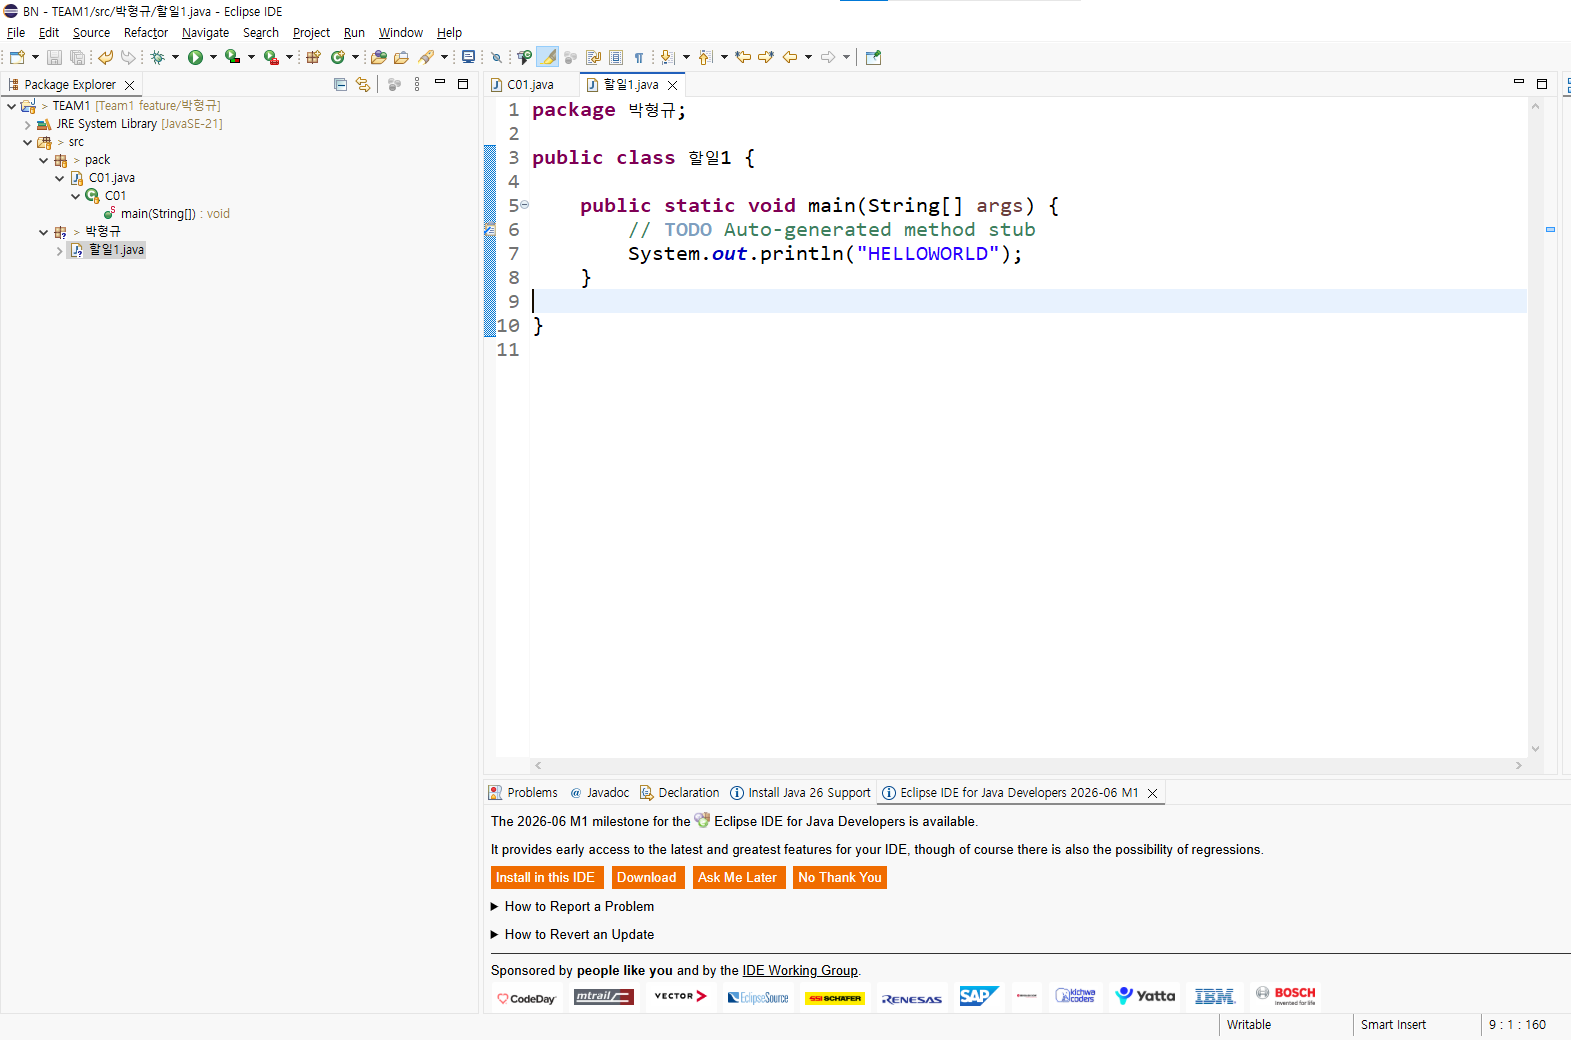 BN - TEAM1/src/박형규/할일1.java - Eclipse IDE
File Edit Source Refactor Navigate Search Project Run Window Help
Package Explorer
C01.java
할일1.java
> TEAM1 [Team1 feature/박형규]
JRE System Library [JavaSE-21]
> src
> pack
C01.java
C01
main(String[]) : void
> 박형규
할일1.java
1 package 박형규;
2
3 public class 할일1 {
4
5 public static void main(String[] args) {
6 // TODO Auto-generated method stub
7 System.out.println("HELLOWORLD");
8 }
9
10 }
11
Problems @ Javadoc Declaration Install Java 26 Support Eclipse IDE for Java Developers 2026-06 M1
The 2026-06 M1 milestone for the Eclipse IDE for Java Developers is available.
It provides early access to the latest and greatest features for your IDE, though of course there is also the possibility of regressions.
Install in this IDE Download Ask Me Later No Thank You
How to Report a Problem
How to Revert an Update
Sponsored by people like you and by the IDE Working Group.
CodeDay mtrail VECTOR EclipseSource SSI SCHÄFER RENESAS SAP kichwa coders Yatta IBM BOSCH Invented for life
Writable Smart Insert 9 : 1 : 160